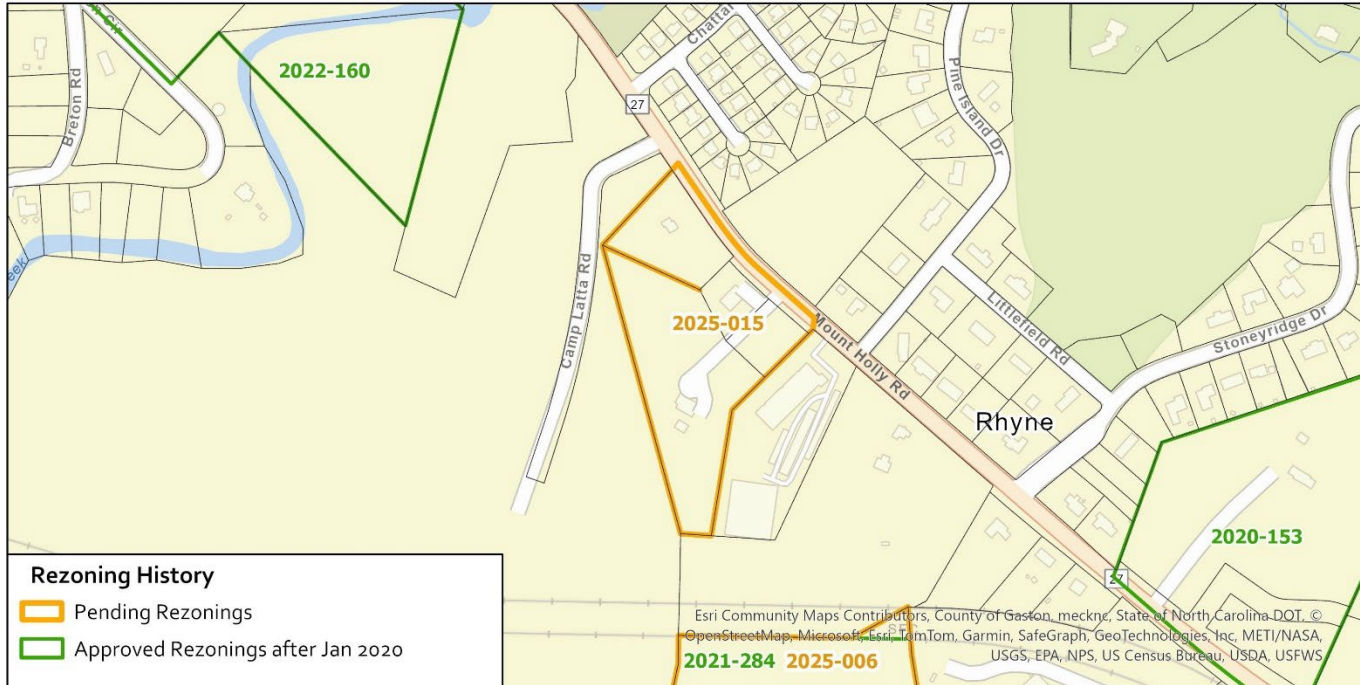 2022-160
Breton Rd
27
Chattar
Pine Island Dr
Camp Latta Rd
2025-015
Mount Holly Rd
Littlefield Rd
Stoneyridge Dr
Rhyne
2020-153
27
Rezoning History
Pending Rezonings
Approved Rezonings after Jan 2020
Esri Community Maps Contributors, County of Gaston, mecknc, State of North Carolina DOT, ©
OpenStreetMap, Microsoft, Esri, TomTom, Garmin, SafeGraph, GeoTechnologies, Inc, METI/NASA,
USGS, EPA, NPS, US Census Bureau, USDA, USFWS
2021-284 2025-006